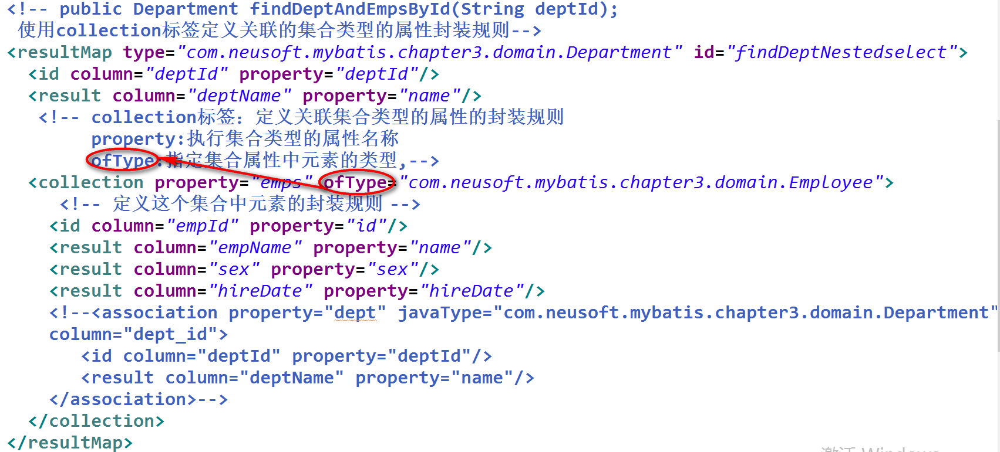 <!-- public Department findDeptAndEmpsById(String deptId);
使用collection标签定义关联的集合类型的属性封装规则-->
<resultMap type="com.neusoft.mybatis.chapter3.domain.Department" id="findDeptNestedselect">
<id column="deptId" property="deptId"/>
<result column="deptName" property="name"/>
<!-- collection标签：定义关联集合类型的属性的封装规则
property:执行集合类型的属性名称
ofType:指定集合属性中元素的类型,-->
<collection property="emps" ofType="com.neusoft.mybatis.chapter3.domain.Employee">
<!-- 定义这个集合中元素的封装规则 -->
<id column="empId" property="id"/>
<result column="empName" property="name"/>
<result column="sex" property="sex"/>
<result column="hireDate" property="hireDate"/>
<!--<association property="dept" javaType="com.neusoft.mybatis.chapter3.domain.Department"
column="dept_id">
<id column="deptId" property="deptId"/>
<result column="deptName" property="name"/>
</association>-->
</collection>
</resultMap>
激活 Windows